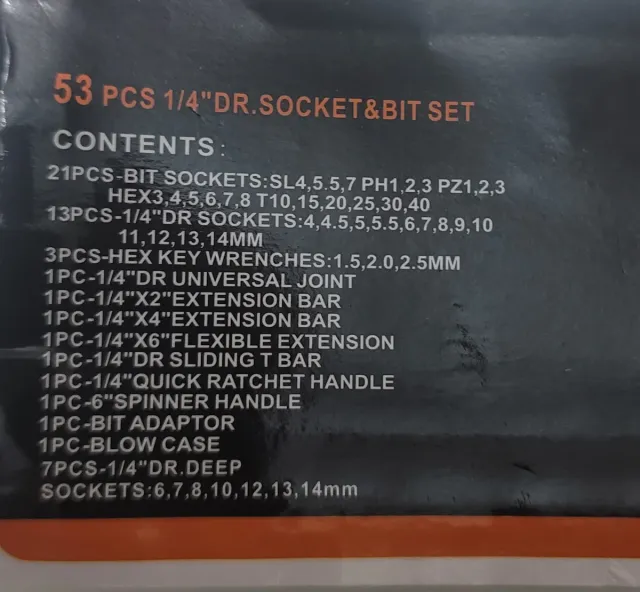 53 PCS 1/4"DR.SOCKET&BIT SET
CONTENTS:
21PCS-BIT SOCKETS:SL4,5.5,7 PH1,2,3 PZ1,2,3
HEX3,4,5,6,7,8 T10,15,20,25,30,40
13PCS-1/4"DR SOCKETS:4,4.5,5,5.5,6,7,8,9,10
11,12,13,14MM
3PCS-HEX KEY WRENCHES:1.5,2.0,2.5MM
1PC-1/4"DR UNIVERSAL JOINT
1PC-1/4"X2"EXTENSION BAR
1PC-1/4"X4"EXTENSION BAR
1PC-1/4"X6"FLEXIBLE EXTENSION
1PC-1/4"DR SLIDING T BAR
1PC-1/4"QUICK RATCHET HANDLE
1PC-6"SPINNER HANDLE
1PC-BIT ADAPTOR
1PC-BLOW CASE
7PCS-1/4"DR.DEEP
SOCKETS:6,7,8,10,12,13,14mm